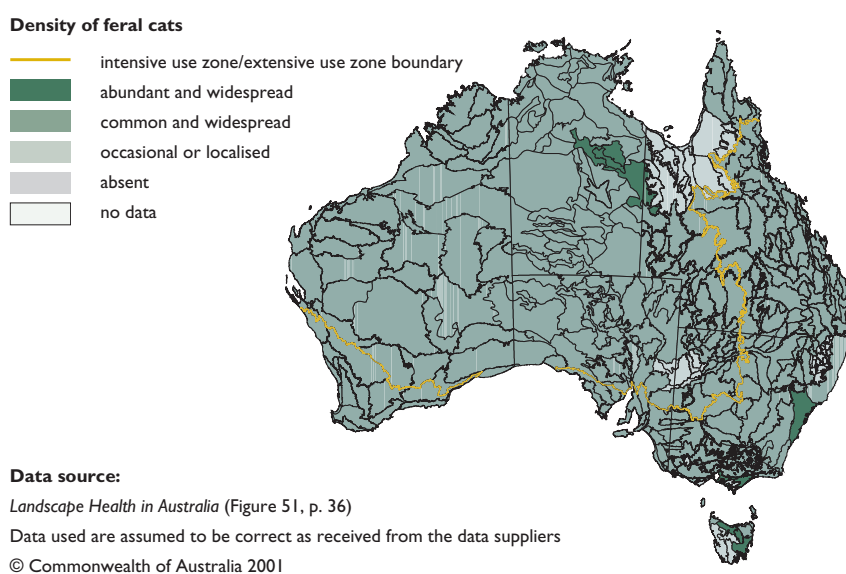 Density of feral cats
intensive use zone/extensive use zone boundary
abundant and widespread
common and widespread
occasional or localised
absent
no data
Data source:
Landscape Health in Australia (Figure 51, p. 36)
Data used are assumed to be correct as received from the data suppliers
© Commonwealth of Australia 2001